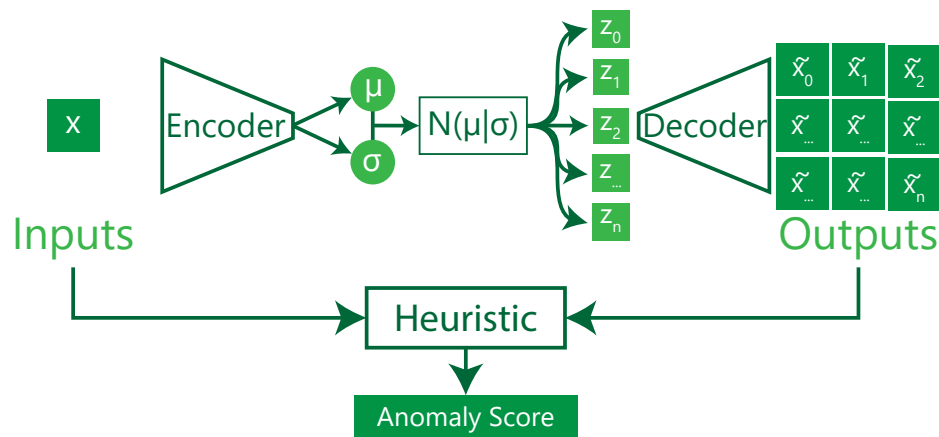 x
Encoder
μ
σ
N(μ|σ)
z₀
z₁
z₂
z...
zₙ
Decoder
x̃₀ x̃₁ x̃₂
x̃... x̃... x̃...
x̃... x̃... x̃ₙ
Inputs
Outputs
Heuristic
Anomaly Score